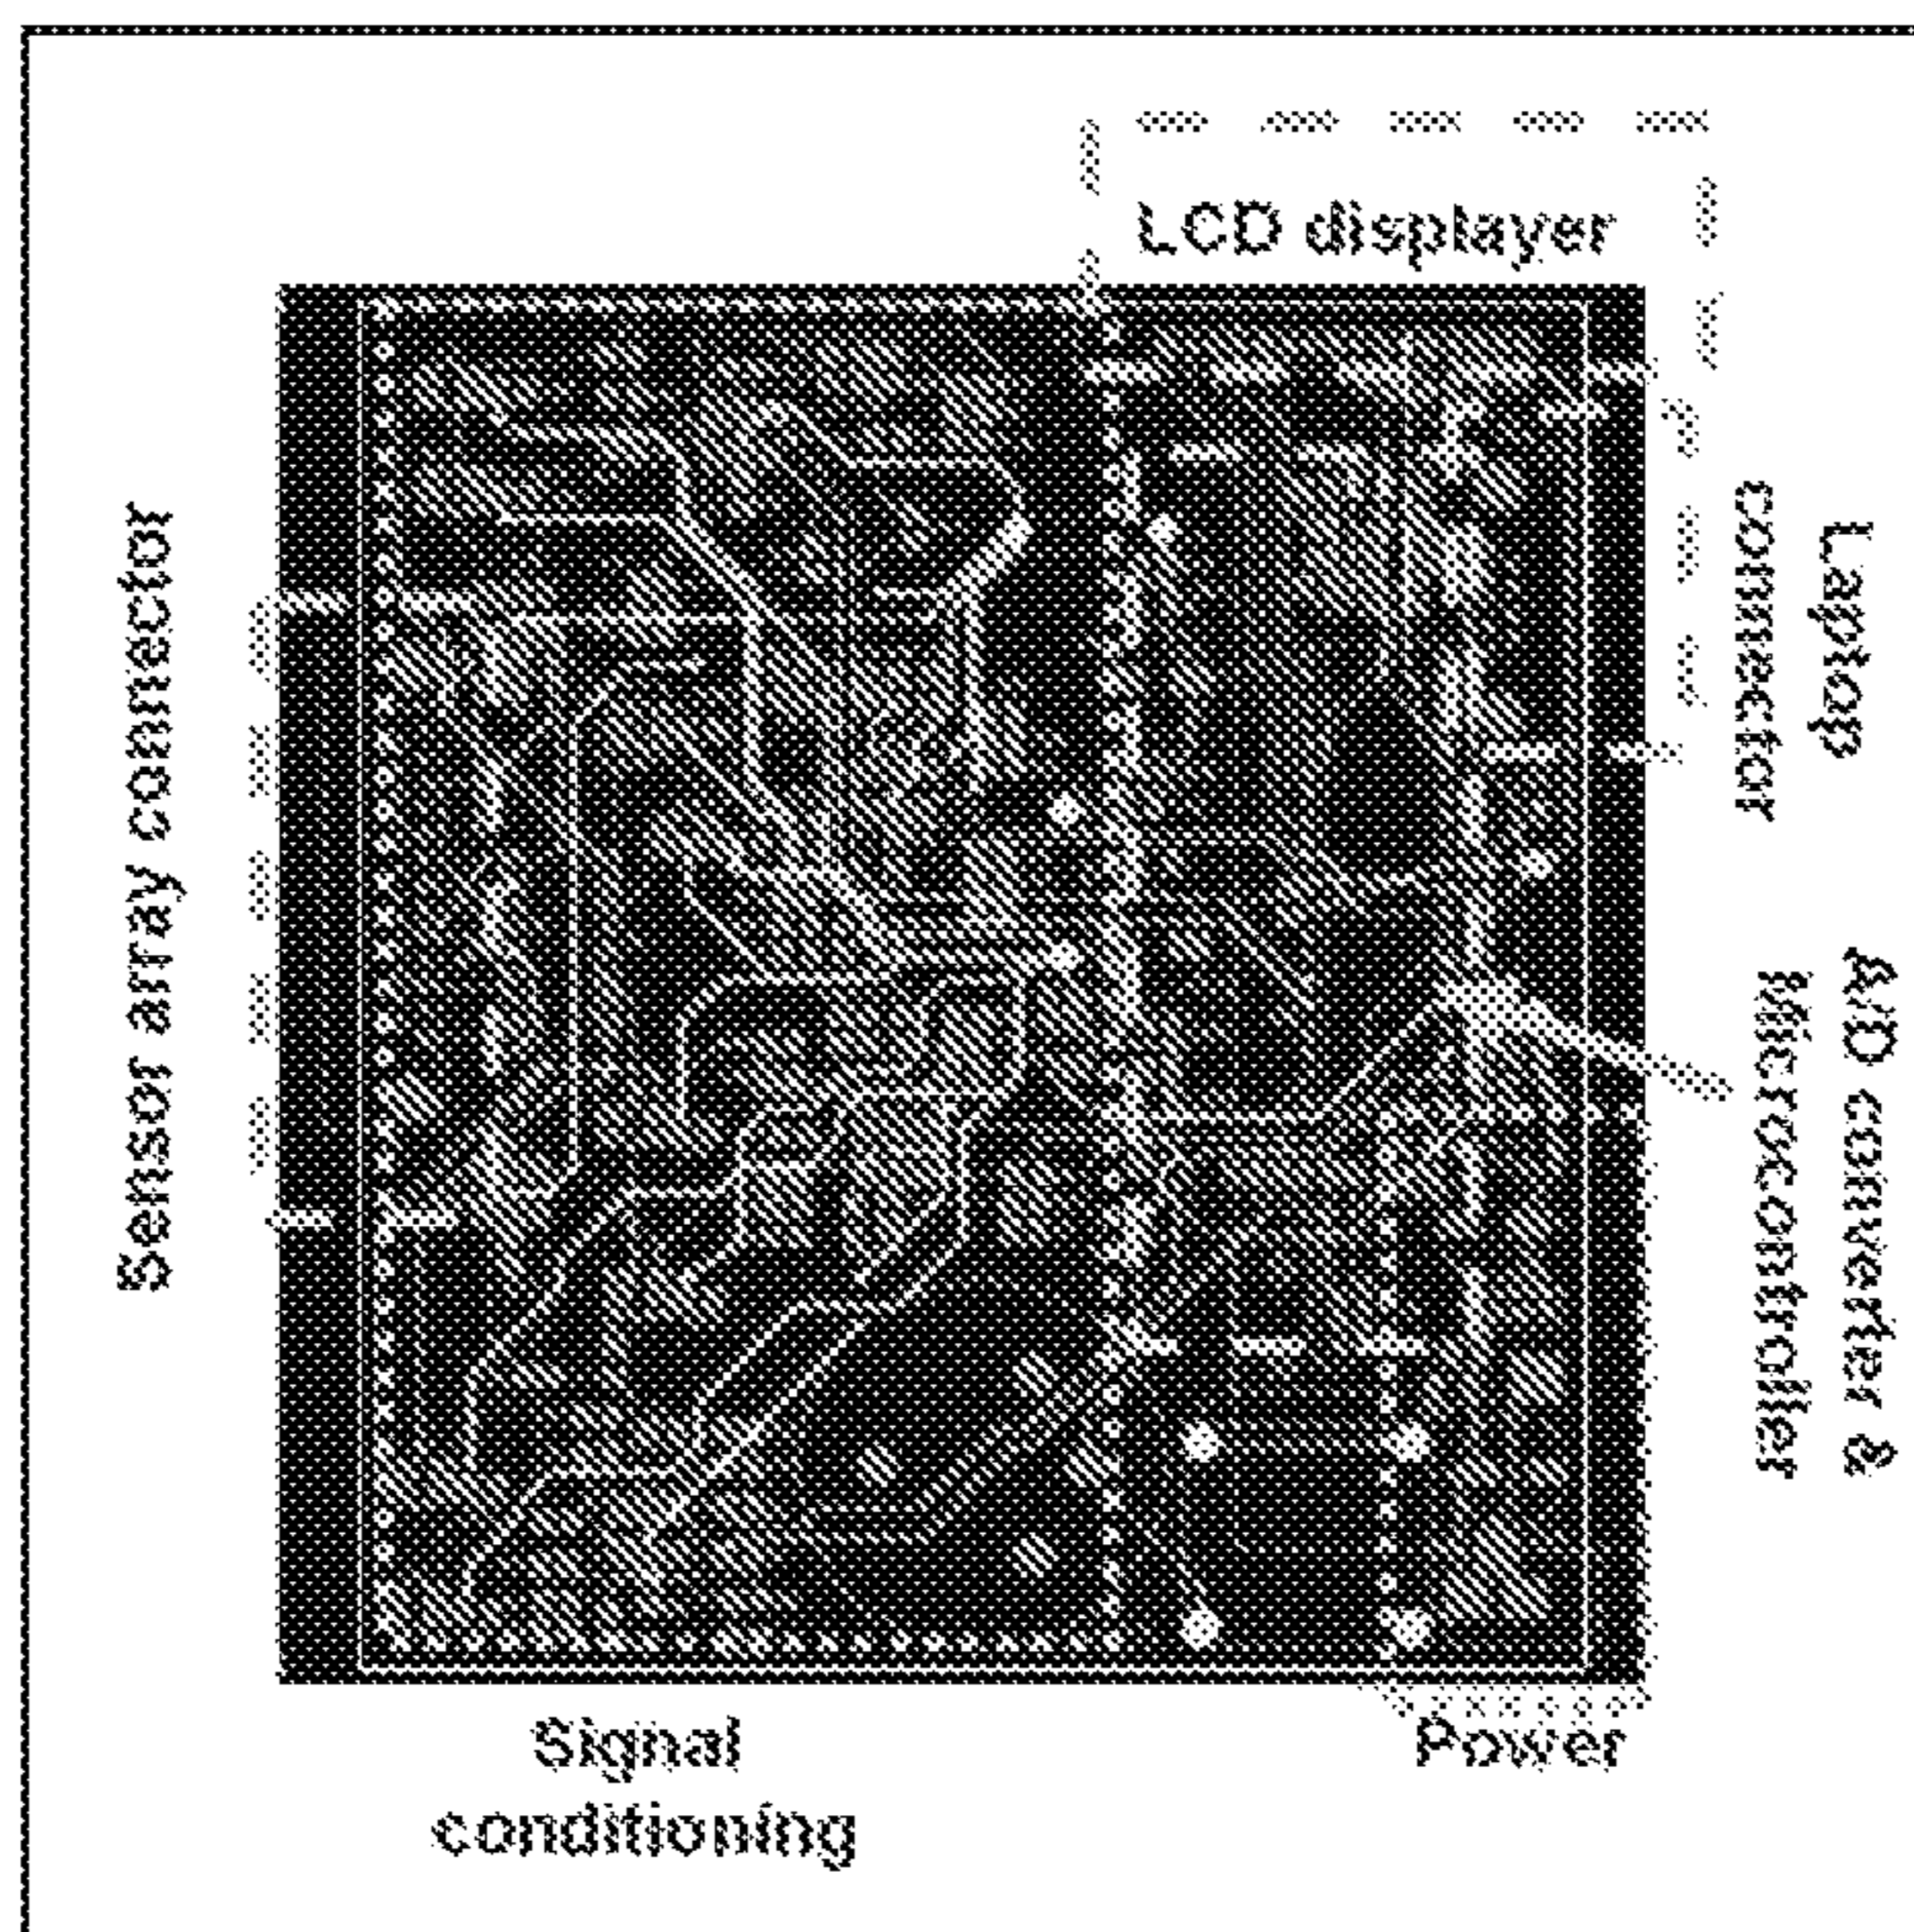 LCD displayer
Sensor array connector
Laptop
connector
A/D converter &
Microcontroller
Signal
conditioning
Power